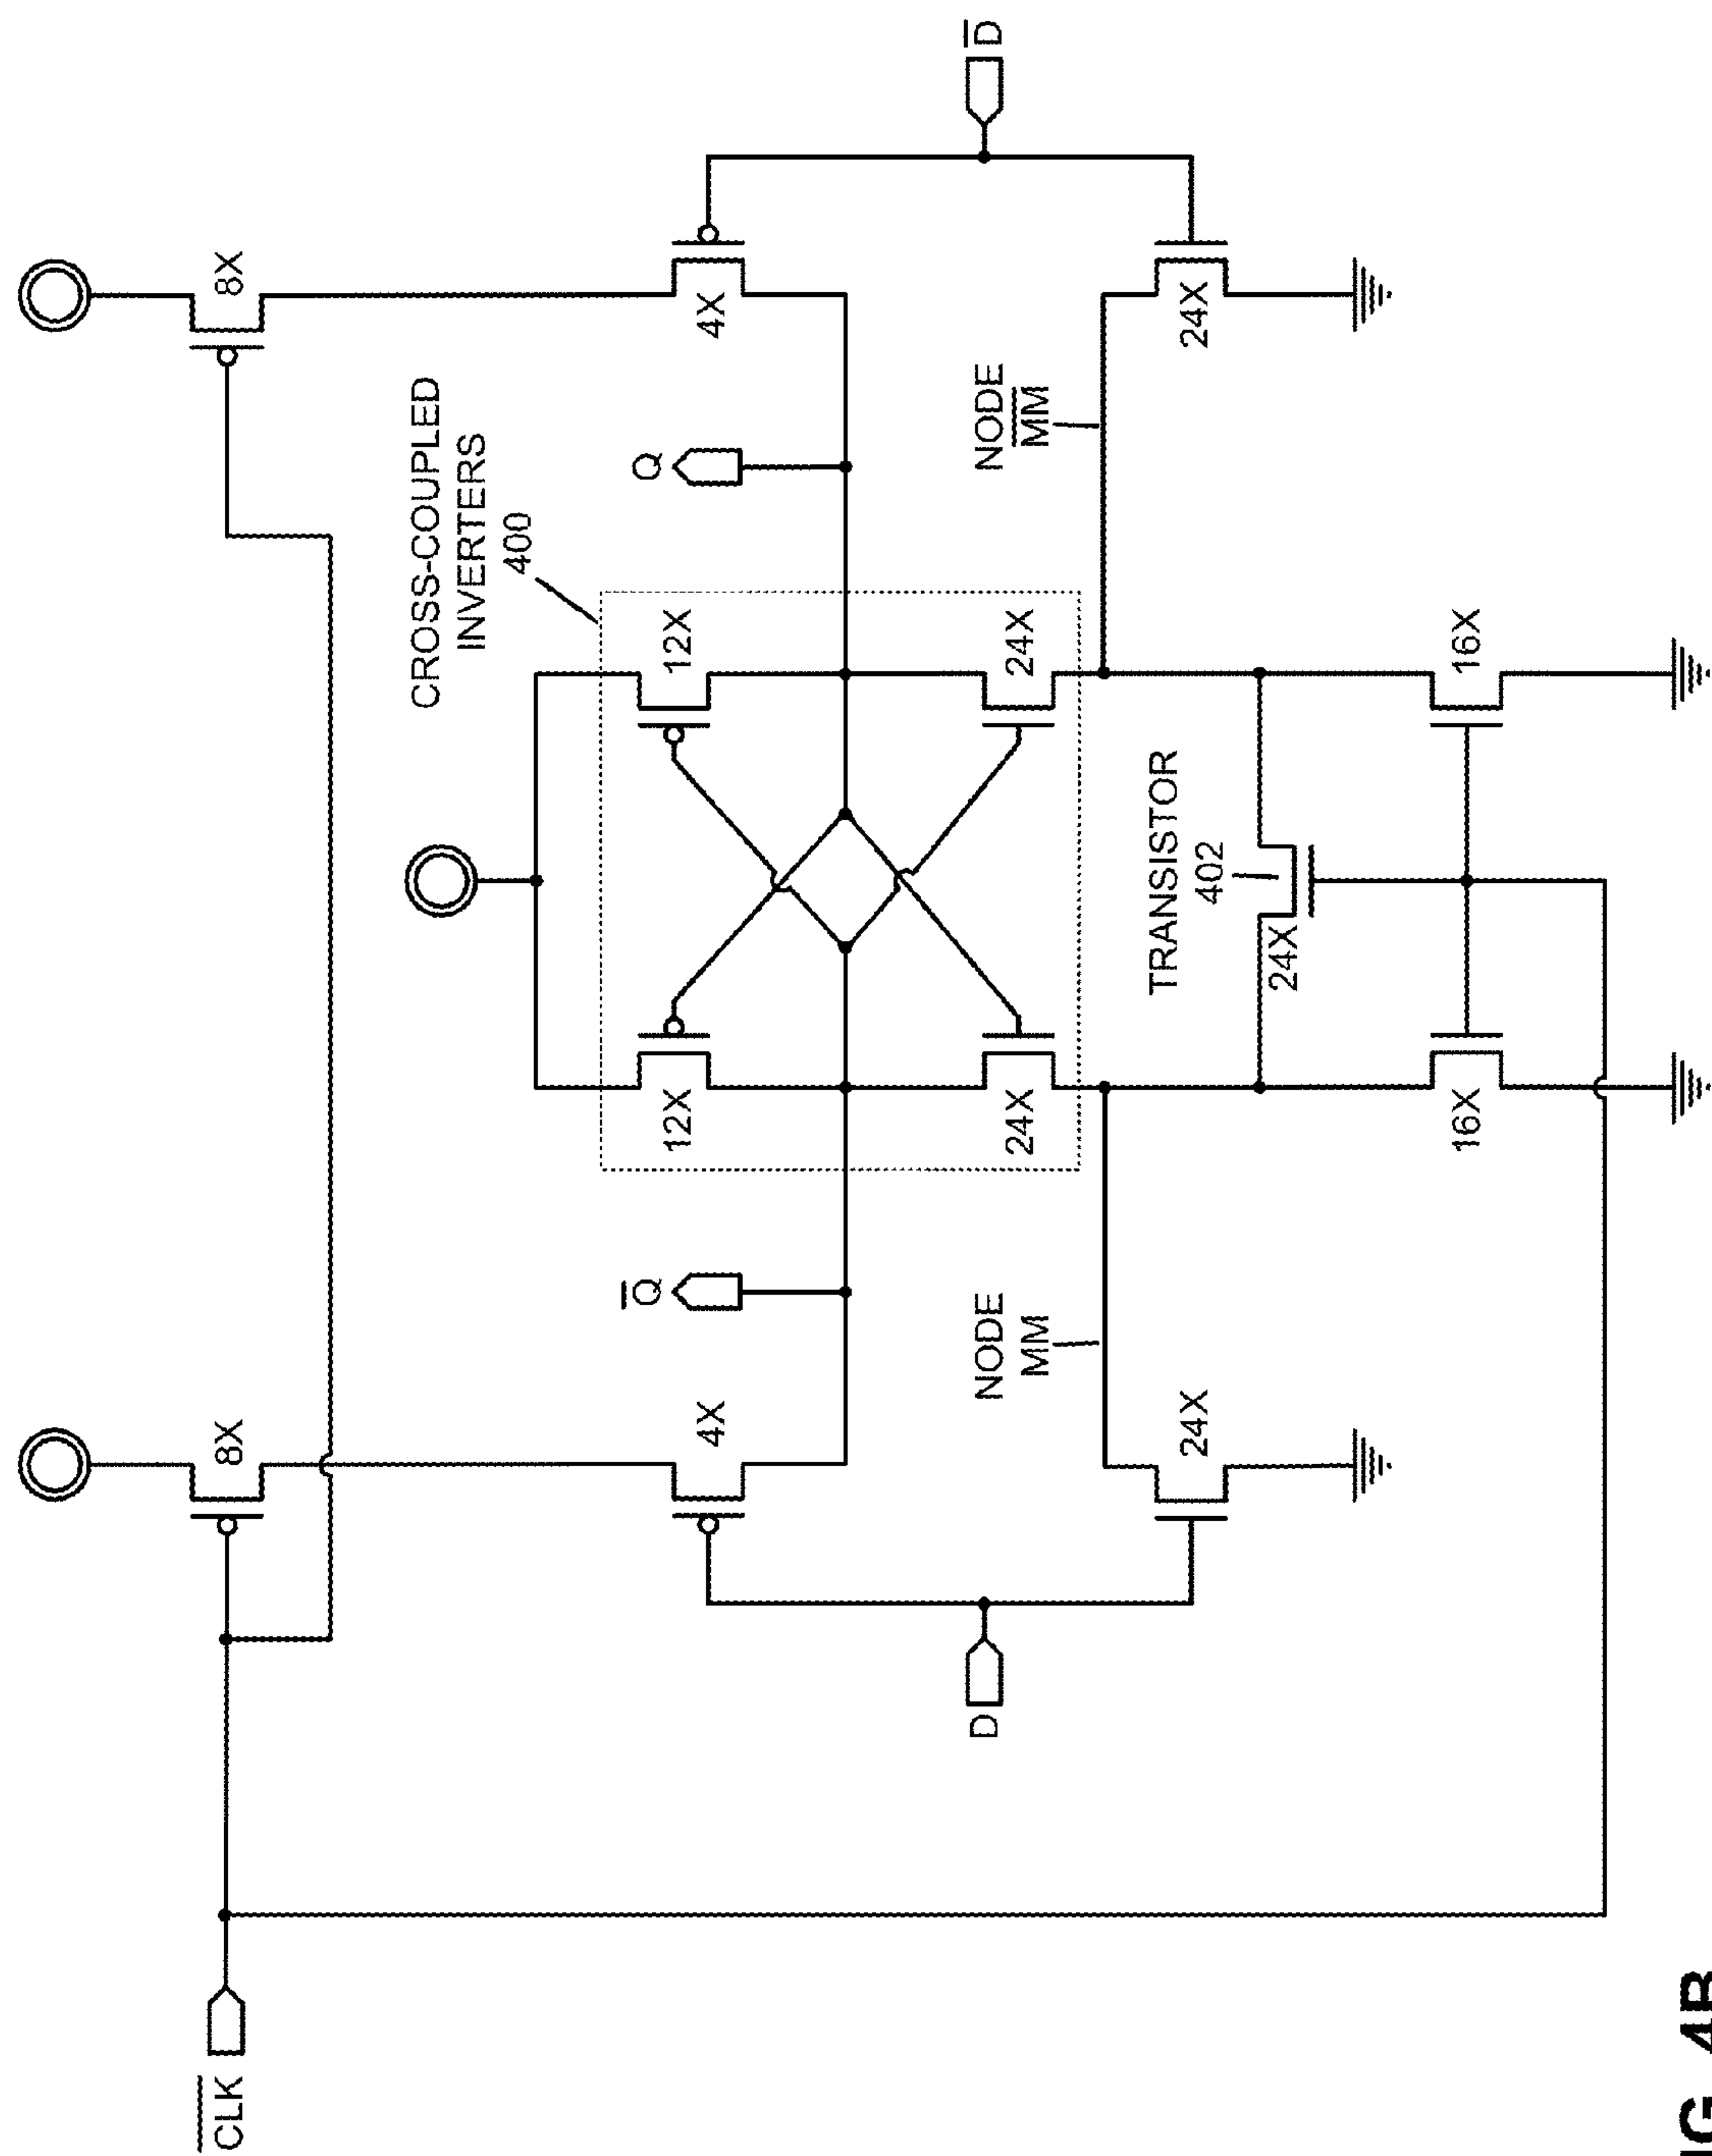 CLK
8X
8X
CROSS-COUPLED
INVERTERS
400
Q
Q
4X
12X
12X
4X
D
D
NODE
MM
24X
24X
NODE
MM
24X
TRANSISTOR
402
24X
24X
16X
16X